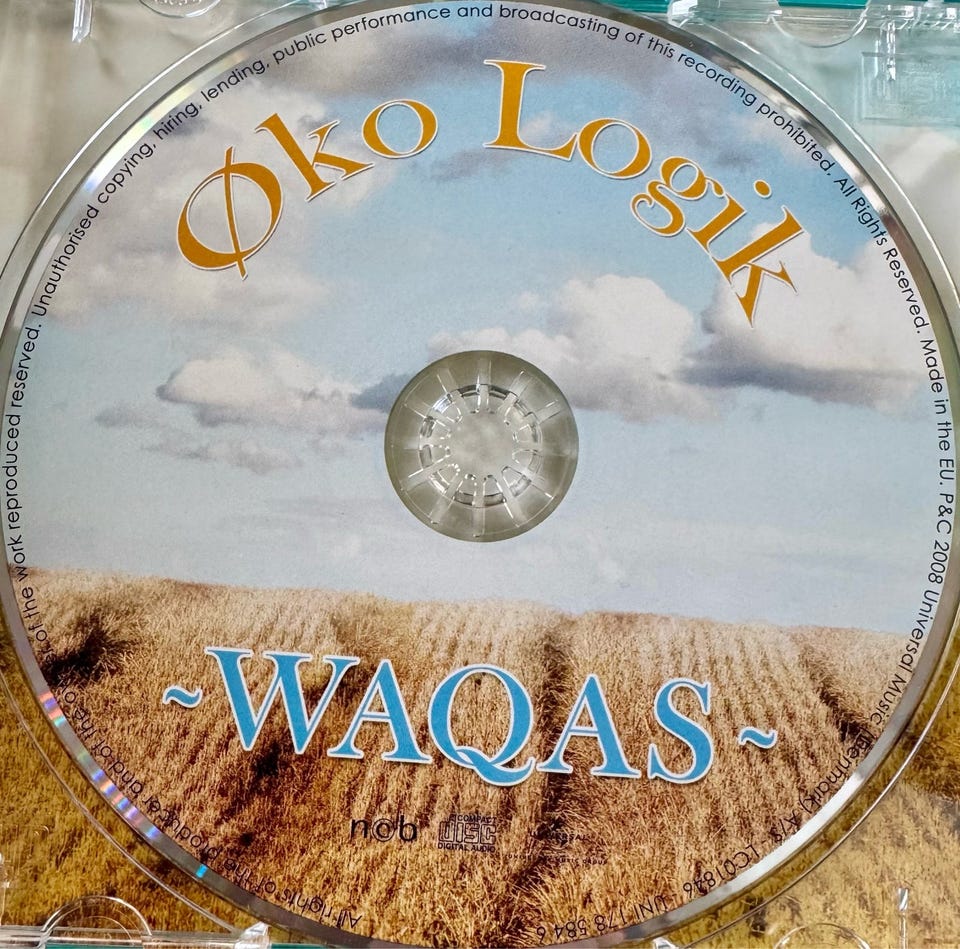 Øko Logik
~WAQAS~
n©b
COMPACT
disc
DIGITAL AUDIO
All rights of the producer and of the owner of the work reproduced reserved. Unauthorised copying, hiring, lending, public performance and broadcasting of this recording prohibited. All Rights Reserved. Made in the EU. P&C 2008 Universal Music (Denmark) A/S. LC01846
UNI 178 584 6